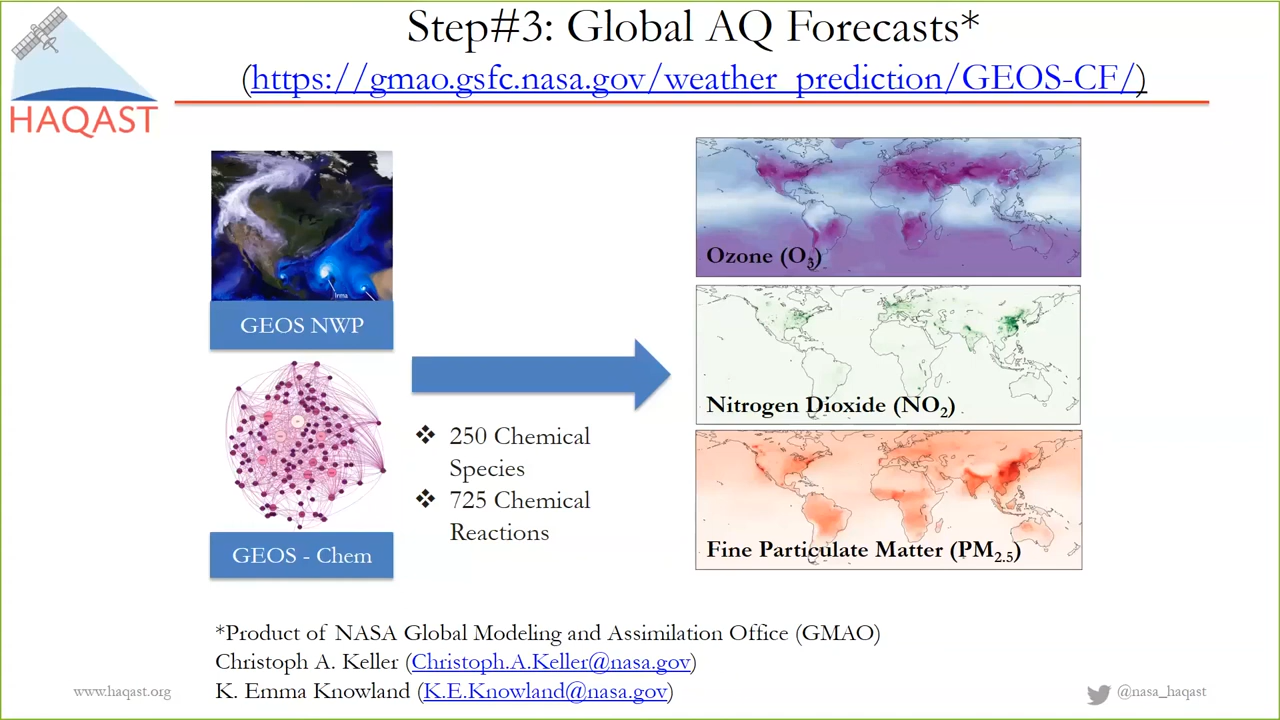 Step#3: Global AQ Forecasts*
(https://gmao.gsfc.nasa.gov/weather_prediction/GEOS-CF/)
HAQAST
Irma
GEOS NWP
GEOS - Chem
❖ 250 Chemical
Species
❖ 725 Chemical
Reactions
Ozone (O3)
Nitrogen Dioxide (NO2)
Fine Particulate Matter (PM2.5)
*Product of NASA Global Modeling and Assimilation Office (GMAO)
Christoph A. Keller (Christoph.A.Keller@nasa.gov)
K. Emma Knowland (K.E.Knowland@nasa.gov)
www.haqast.org
@nasa_haqast